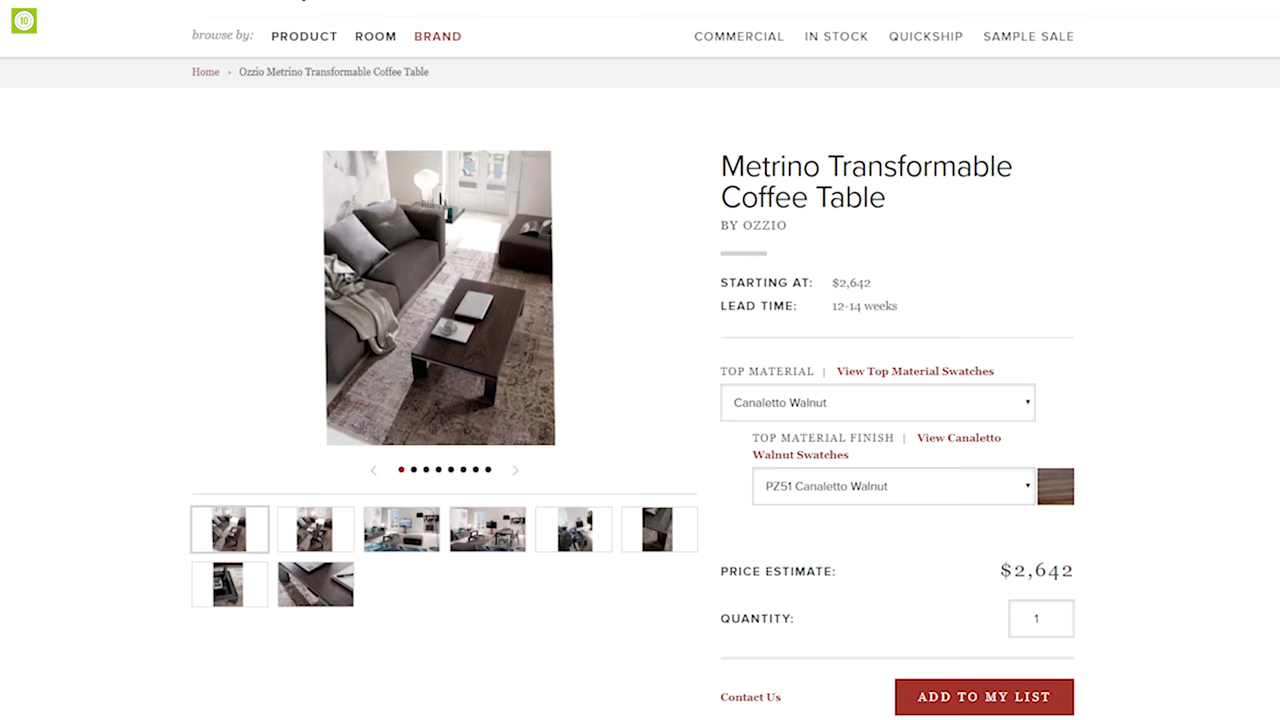 10
browse by: PRODUCT ROOM BRAND COMMERCIAL IN STOCK QUICKSHIP SAMPLE SALE
Home › Ozzio Metrino Transformable Coffee Table
Metrino Transformable
Coffee Table
BY OZZIO
STARTING AT: $2,642
LEAD TIME: 12-14 weeks
TOP MATERIAL | View Top Material Swatches
Canaletto Walnut
TOP MATERIAL FINISH | View Canaletto
Walnut Swatches
PZ51 Canaletto Walnut
PRICE ESTIMATE: $2,642
QUANTITY: 1
Contact Us ADD TO MY LIST